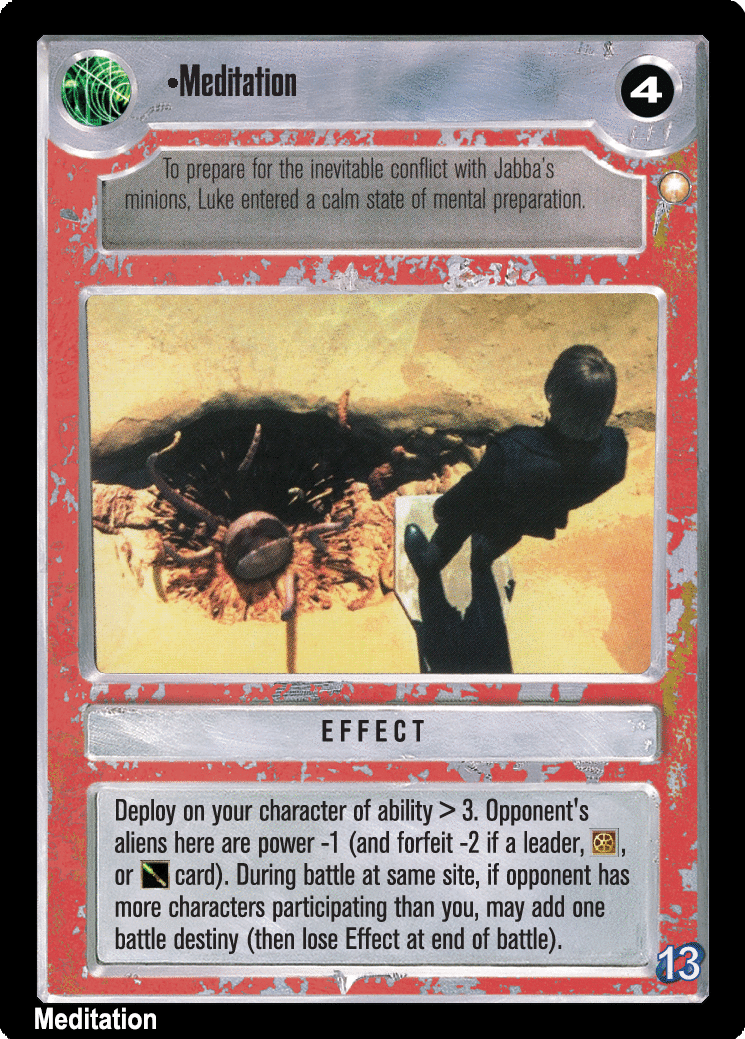 •Meditation
4
To prepare for the inevitable conflict with Jabba's
minions, Luke entered a calm state of mental preparation.
EFFECT
Deploy on your character of ability > 3. Opponent's
aliens here are power -1 (and forfeit -2 if a leader, ,
or card). During battle at same site, if opponent has
more characters participating than you, may add one
battle destiny (then lose Effect at end of battle).
13
Meditation